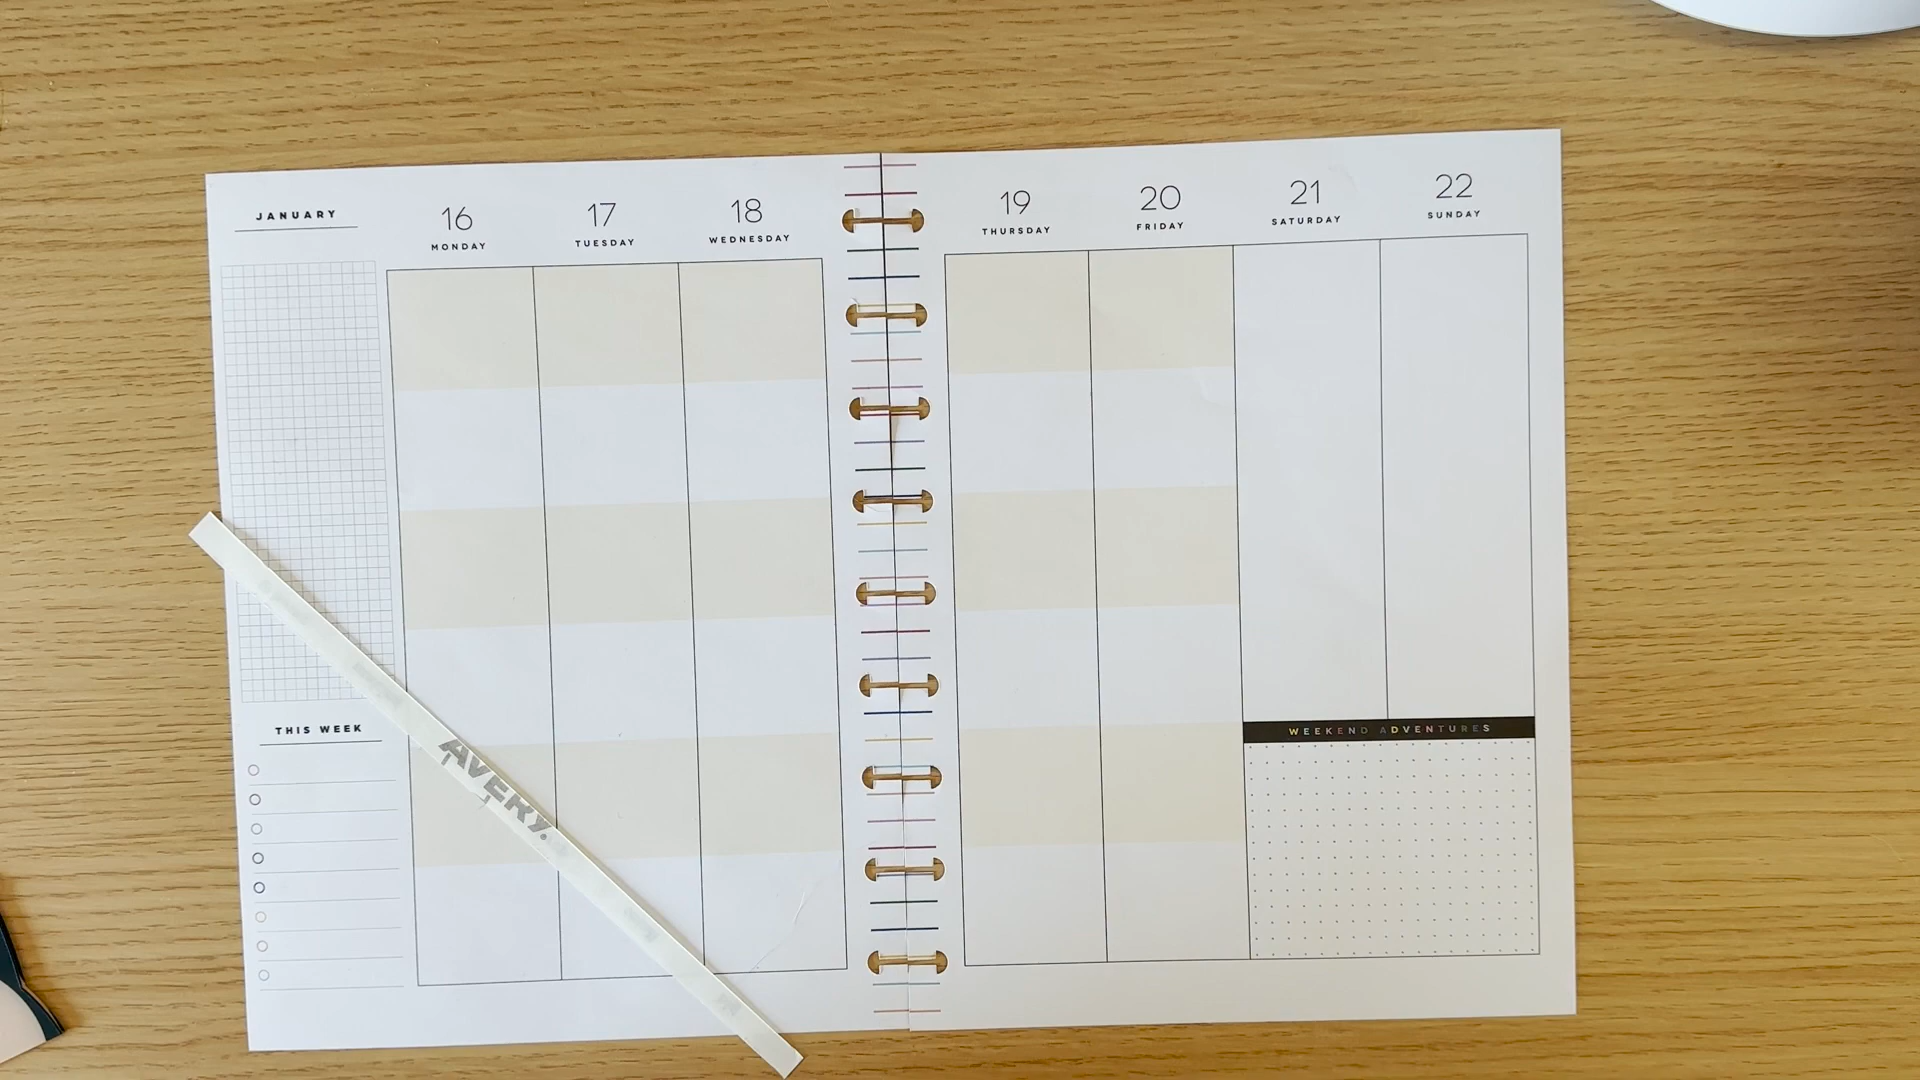 JANUARY
16
MONDAY
17
TUESDAY
18
WEDNESDAY
19
THURSDAY
20
FRIDAY
21
SATURDAY
22
SUNDAY
THIS WEEK
AVERY
WEEKEND ADVENTURES